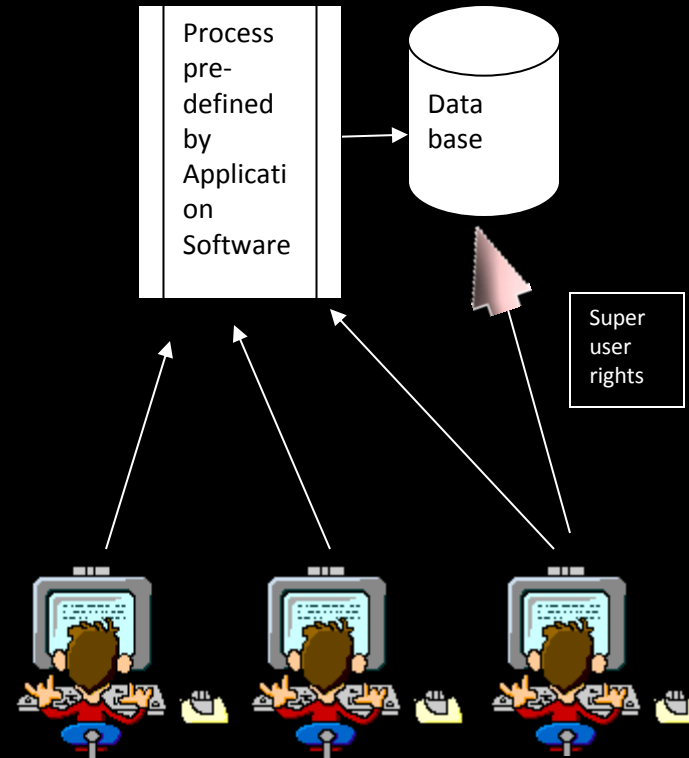 Process
pre-
defined
by
Applicati
on
Software
Data
base
Super
user
rights